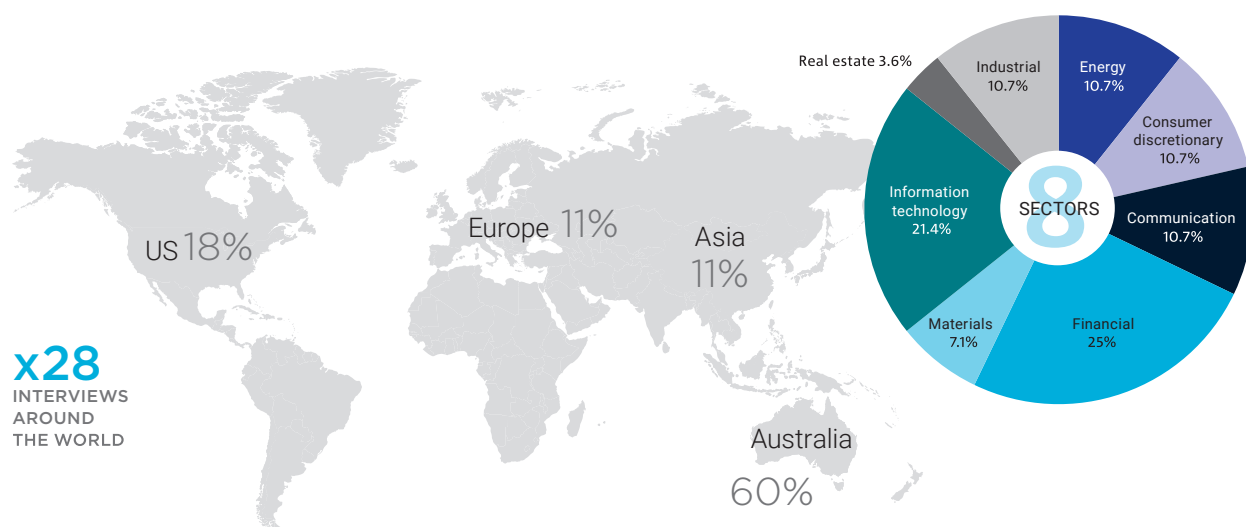 US 18%
Europe 11%
Asia
11%
Australia
60%
x28
INTERVIEWS
AROUND
THE WORLD
8
SECTORS
Energy
10.7%
Consumer
discretionary
10.7%
Communication
10.7%
Financial
25%
Materials
7.1%
Information
technology
21.4%
Real estate 3.6%
Industrial
10.7%